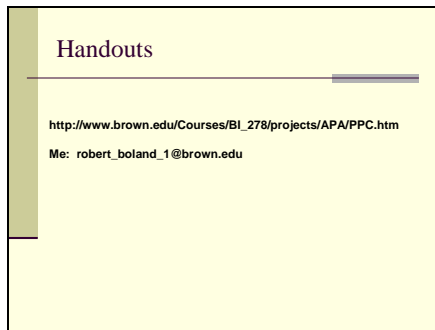 Handouts
http://www.brown.edu/Courses/BI_278/projects/APA/PPC.htm
Me: robert_boland_1@brown.edu